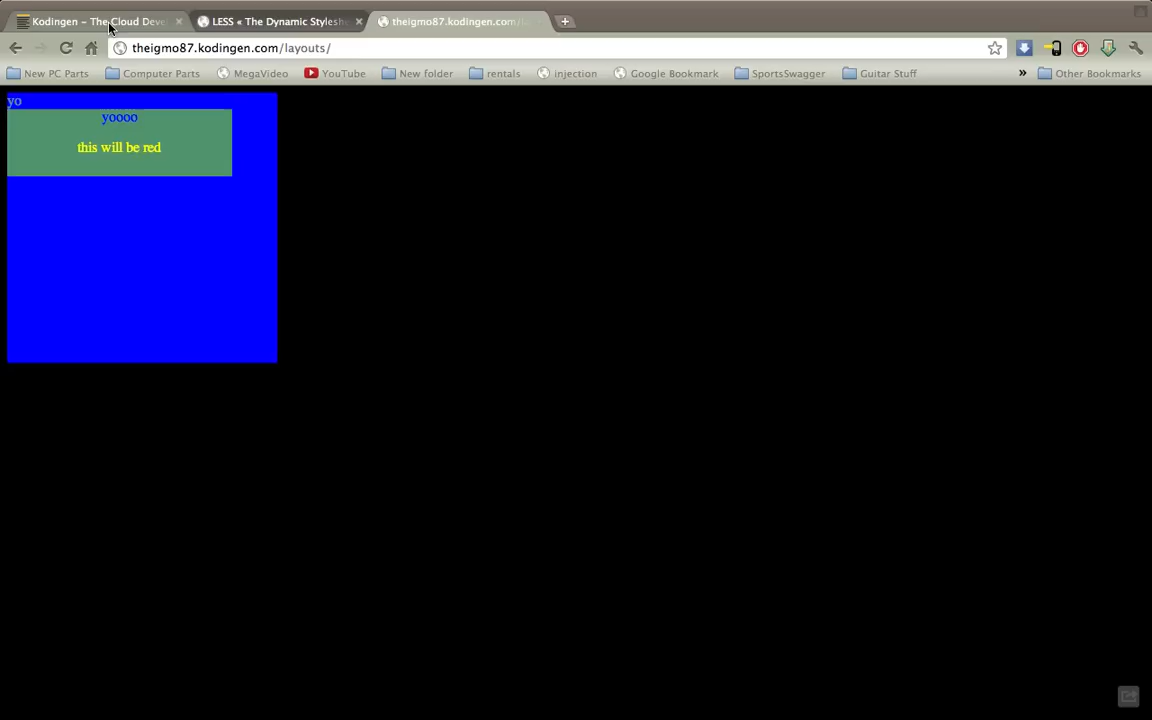 Kodingen – The Cloud Deve
LESS « The Dynamic Stylesh
theigmo87.kodingen.com/
theigmo87.kodingen.com/layouts/
New PC Parts
Computer Parts
MegaVideo
YouTube
New folder
rentals
injection
Google Bookmark
SportsSwagger
Guitar Stuff
»
Other Bookmarks
yo
yoooo
this will be red